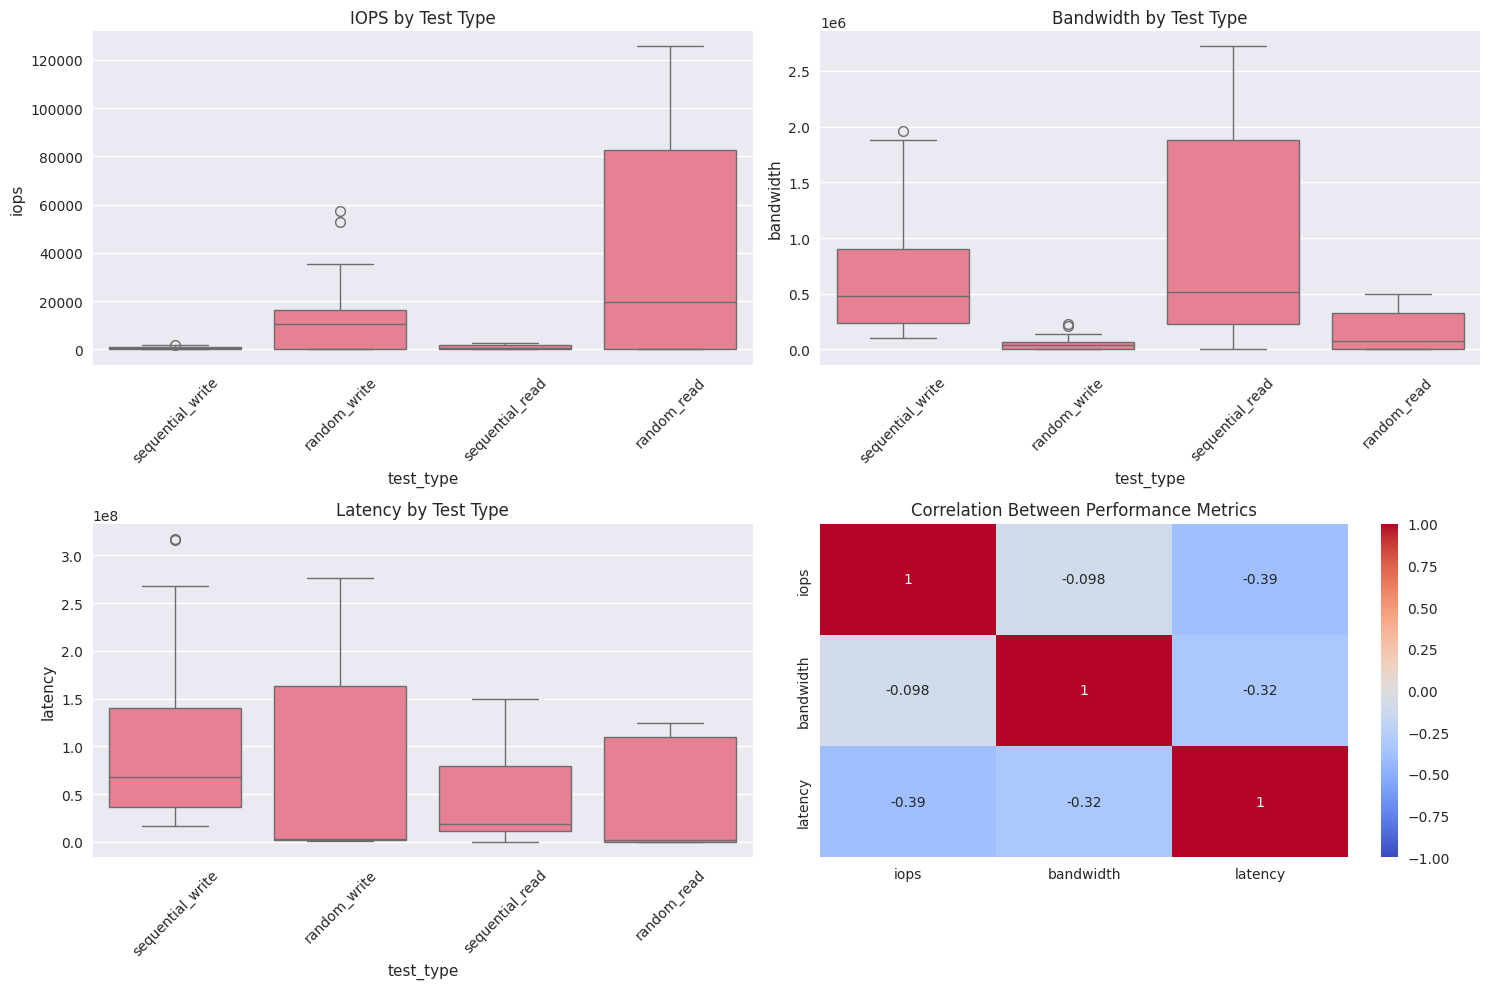 IOPS by Test Type
120000
100000
80000
60000
40000
20000
0
iops
sequential_write
random_write
sequential_read
random_read
test_type
Bandwidth by Test Type
1e6
2.5
2.0
1.5
1.0
0.5
0.0
bandwidth
sequential_write
random_write
sequential_read
random_read
test_type
Latency by Test Type
1e8
3.0
2.5
2.0
1.5
1.0
0.5
0.0
latency
sequential_write
random_write
sequential_read
random_read
test_type
Correlation Between Performance Metrics
iops
1 -0.098 -0.39
bandwidth
-0.098 1 -0.32
latency
-0.39 -0.32 1
iops bandwidth latency
1.00
0.75
0.50
0.25
0.00
−0.25
−0.50
−0.75
−1.00